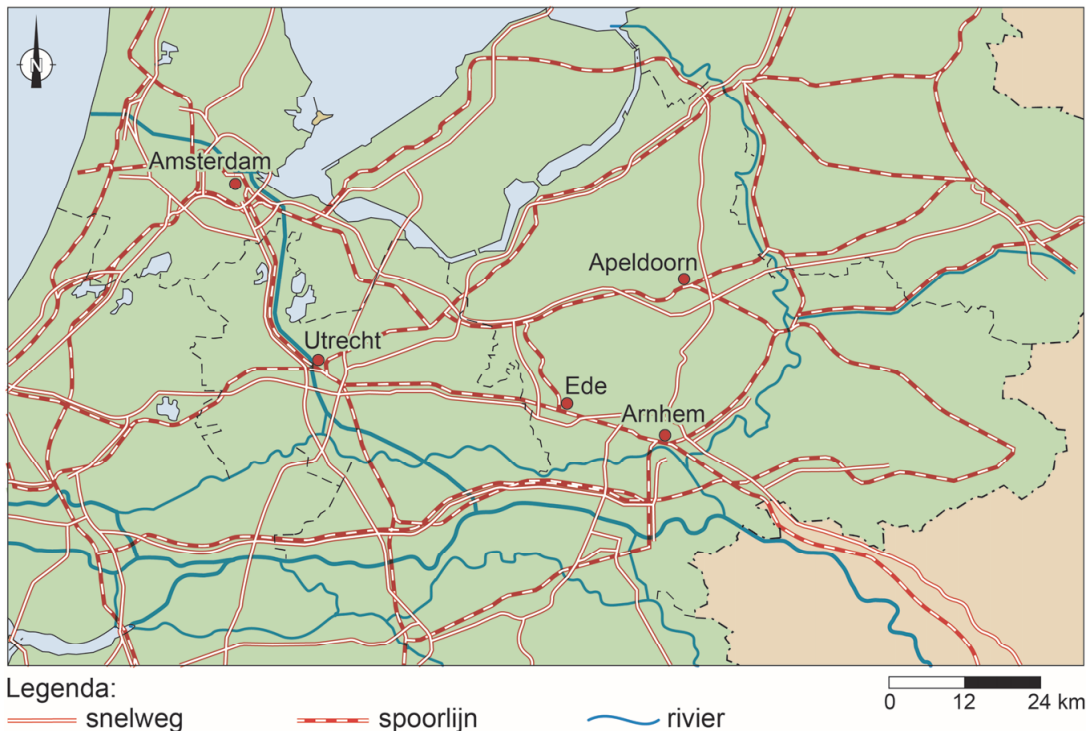 N
Amsterdam
Apeldoorn
Utrecht
Ede
Arnhem
Legenda:
snelweg
spoorlijn
rivier
0 12 24 km